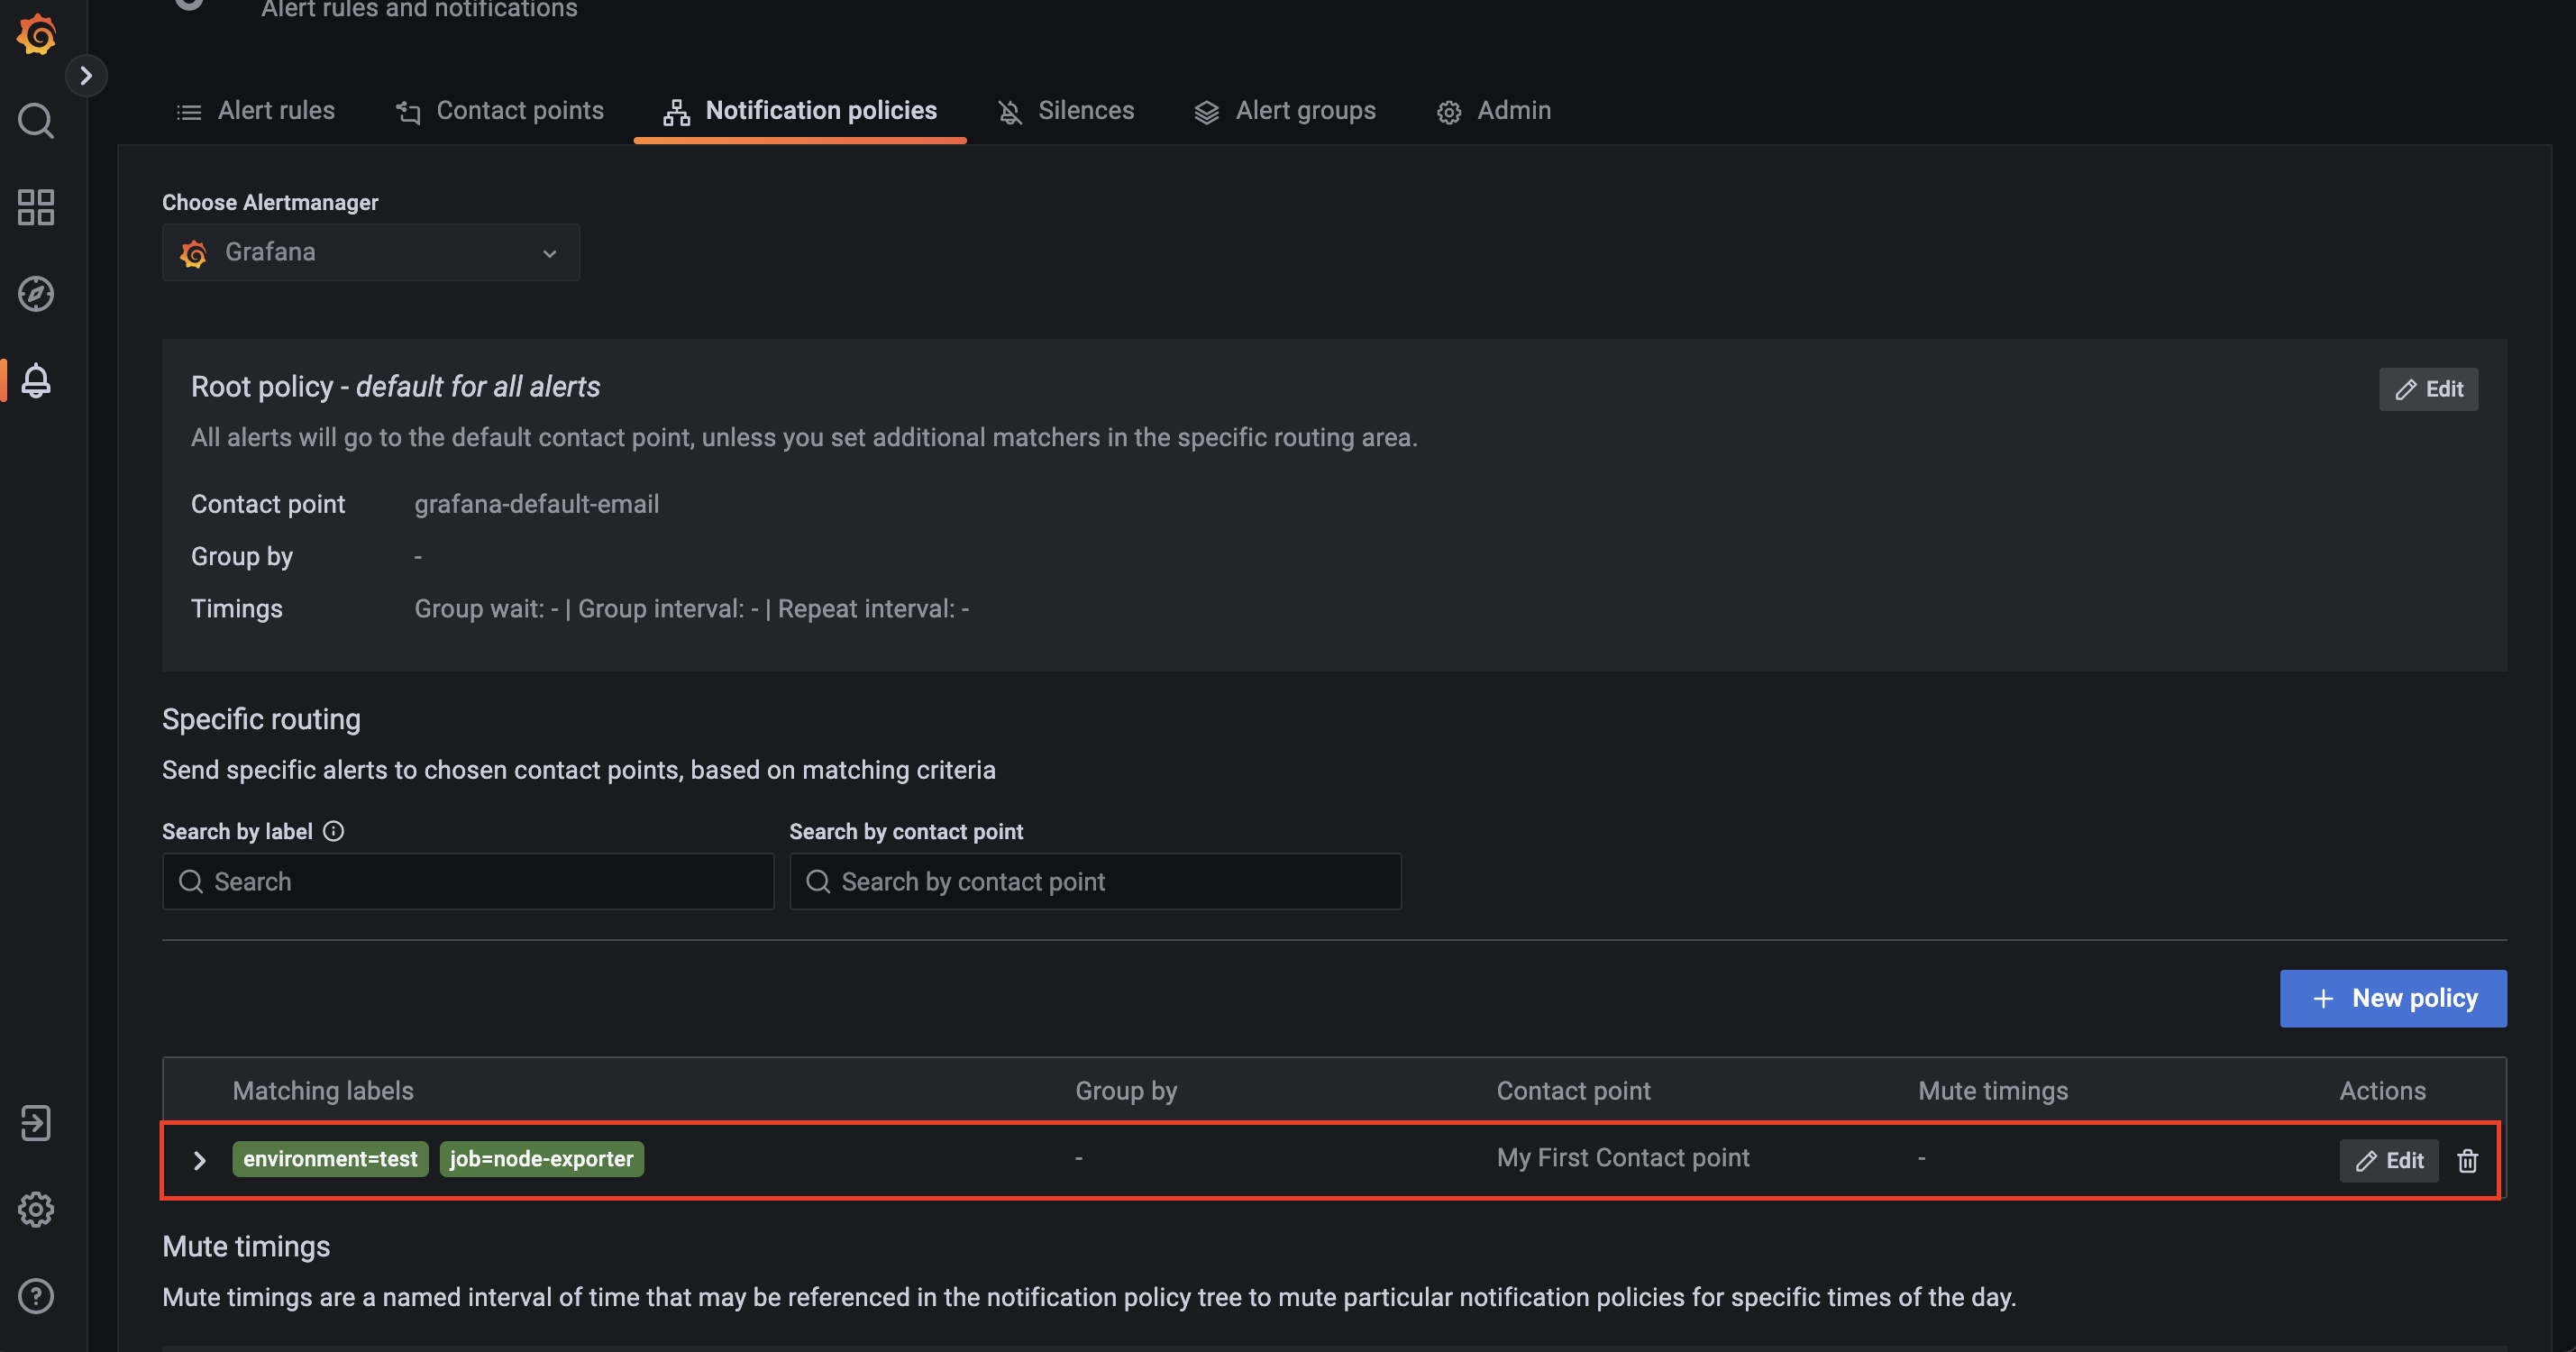 Alert rules and notifications
Alert rules Contact points Notification policies Silences Alert groups Admin
Choose Alertmanager
Grafana
Root policy - default for all alerts
Edit
All alerts will go to the default contact point, unless you set additional matchers in the specific routing area.
Contact point grafana-default-email
Group by -
Timings Group wait: - | Group interval: - | Repeat interval: -
Specific routing
Send specific alerts to chosen contact points, based on matching criteria
Search by label Search by contact point
Search Search by contact point
+ New policy
Matching labels Group by Contact point Mute timings Actions
environment=test job=node-exporter - My First Contact point - Edit
Mute timings
Mute timings are a named interval of time that may be referenced in the notification policy tree to mute particular notification policies for specific times of the day.